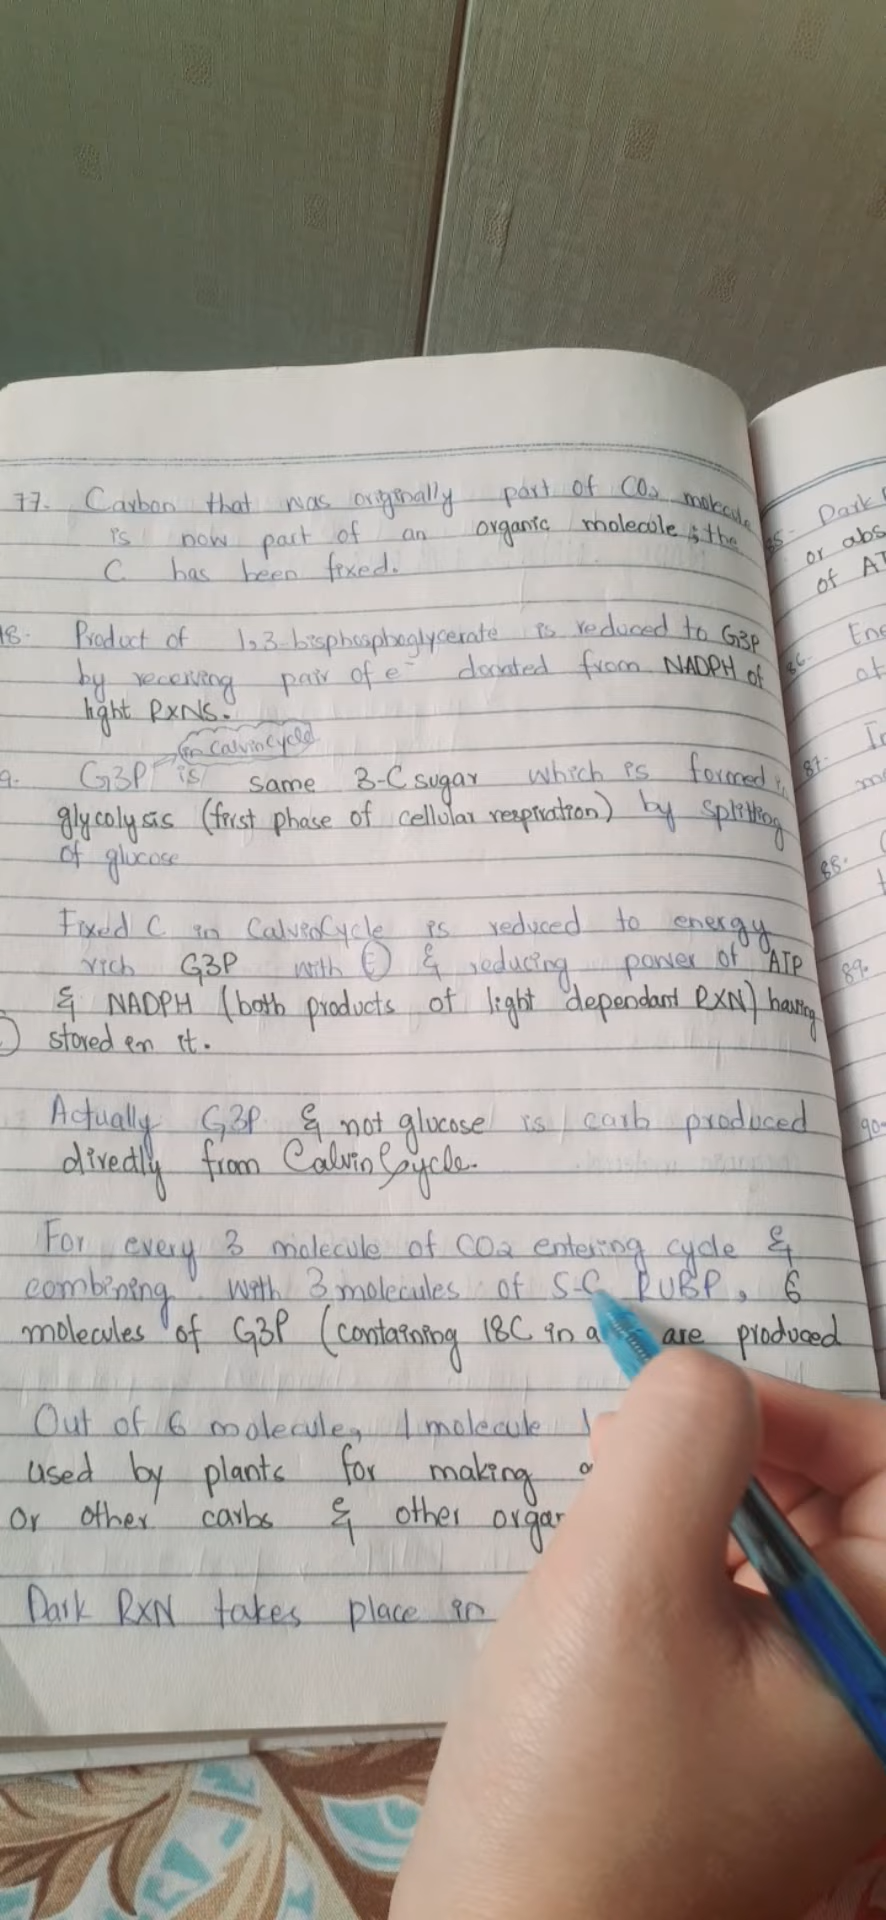 77. Carbon that was originally part of CO2 molecule
is now part of an organic molecule; the
C has been fixed.
18. Product of 1,3-bisphosphoglycerate is reduced to G3P
by receiving pair of e- donated from NADPH of
light RXNS.
in calvin cycle
9. G3P is same 3-C sugar which is formed
glycolysis (first phase of cellular respiration) by splitting
of glucose
Fixed C in Calvin Cycle is reduced to energy
rich G3P with E & reducing power of ATP
& NADPH (both products of light dependant RXN) having
stored in it.
Actually G3P & not glucose is carb produced
directly from Calvin Cycle.
For every 3 molecule of CO2 entering cycle &
combining with 3 molecules of 5-C RUBP, 6
molecules of G3P (containing 18C in are produced
Out of 6 molecule, 1 molecule
used by plants for making
or other carbs & other
Dark RXN takes place in
85. Dark
or abs
of AT
86. Ene
of
87. In
88.
89.
90.